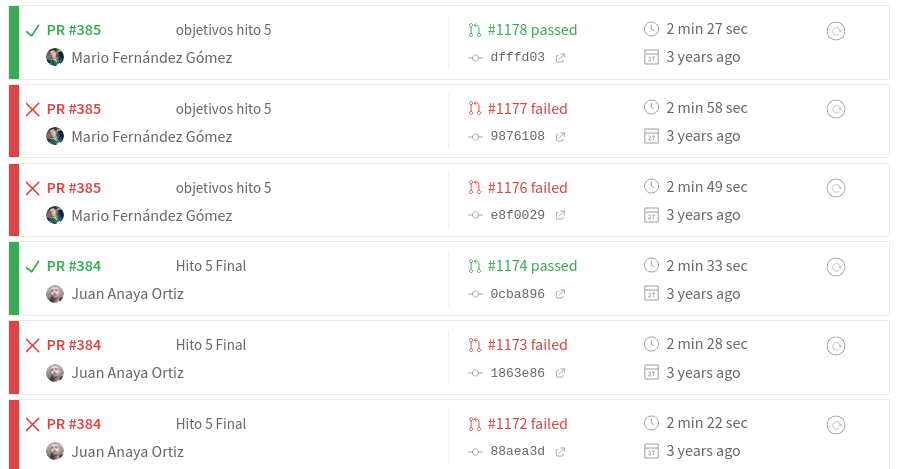 PR #385 objetivos hito 5 #1178 passed 2 min 27 sec
Mario Fernández Gómez dfffd03 3 years ago
PR #385 objetivos hito 5 #1177 failed 2 min 58 sec
Mario Fernández Gómez 9876108 3 years ago
PR #385 objetivos hito 5 #1176 failed 2 min 49 sec
Mario Fernández Gómez e8f0029 3 years ago
PR #384 Hito 5 Final #1174 passed 2 min 33 sec
Juan Anaya Ortiz 0cba896 3 years ago
PR #384 Hito 5 Final #1173 failed 2 min 28 sec
Juan Anaya Ortiz 1863e86 3 years ago
PR #384 Hito 5 Final #1172 failed 2 min 22 sec
Juan Anaya Ortiz 88aea3d 3 years ago